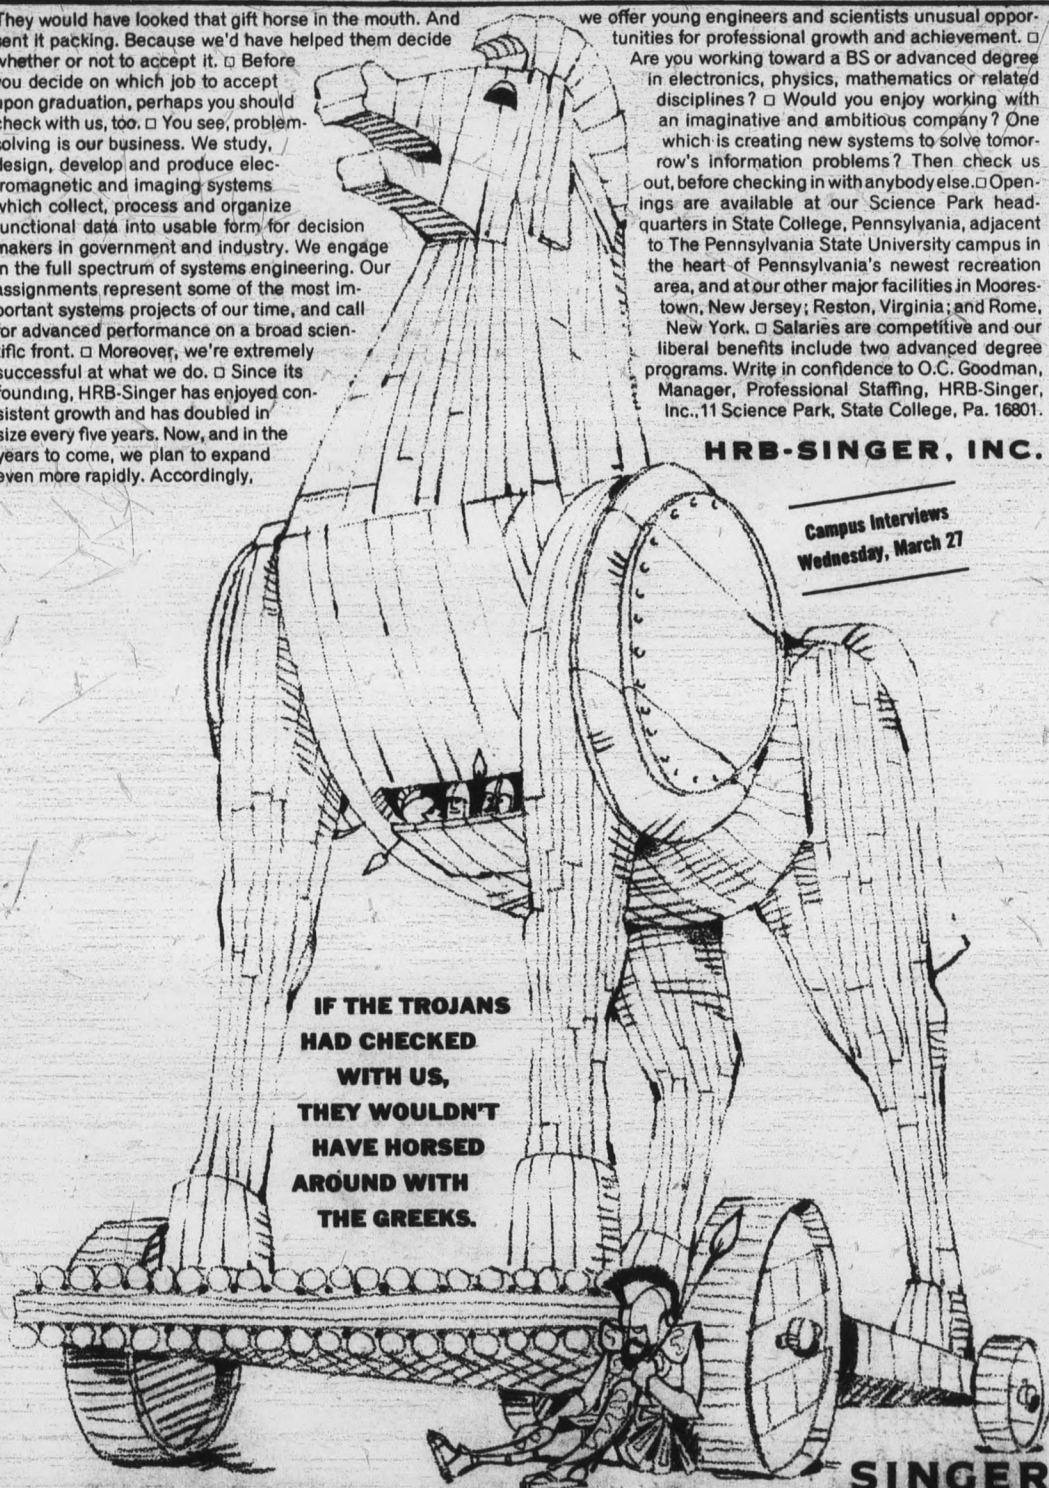 They would have looked that gift horse in the mouth. And
sent it packing. Because we'd have helped them decide
whether or not to accept it. □ Before
you decide on which job to accept
upon graduation, perhaps you should
check with us, too. □ You see, problem-
solving is our business. We study,
design, develop and produce elec-
tromagnetic and imaging systems
which collect, process and organize
functional data into usable form for decision
makers in government and industry. We engage
in the full spectrum of systems engineering. Our
assignments represent some of the most im-
portant systems projects of our time, and call
for advanced performance on a broad scien-
tific front. □ Moreover, we're extremely
successful at what we do. □ Since its
founding, HRB-Singer has enjoyed con-
sistent growth and has doubled in
size every five years. Now, and in the
years to come, we plan to expand
even more rapidly. Accordingly,
we offer young engineers and scientists unusual oppor-
tunities for professional growth and achievement. □
Are you working toward a BS or advanced degree
in electronics, physics, mathematics or related
disciplines? □ Would you enjoy working with
an imaginative and ambitious company? One
which is creating new systems to solve tomor-
row's information problems? Then check us
out, before checking in with anybody else. □ Open-
ings are available at our Science Park head-
quarters in State College, Pennsylvania, adjacent
to The Pennsylvania State University campus in
the heart of Pennsylvania's newest recreation
area, and at our other major facilities in Moores-
town, New Jersey; Reston, Virginia; and Rome,
New York. □ Salaries are competitive and our
liberal benefits include two advanced degree
programs. Write in confidence to O.C. Goodman,
Manager, Professional Staffing, HRB-Singer,
Inc., 11 Science Park, State College, Pa. 16801.
HRB-SINGER, INC.
Campus Interviews
Wednesday, March 27
IF THE TROJANS
HAD CHECKED
WITH US,
THEY WOULDN'T
HAVE HORSED
AROUND WITH
THE GREEKS.
SINGER